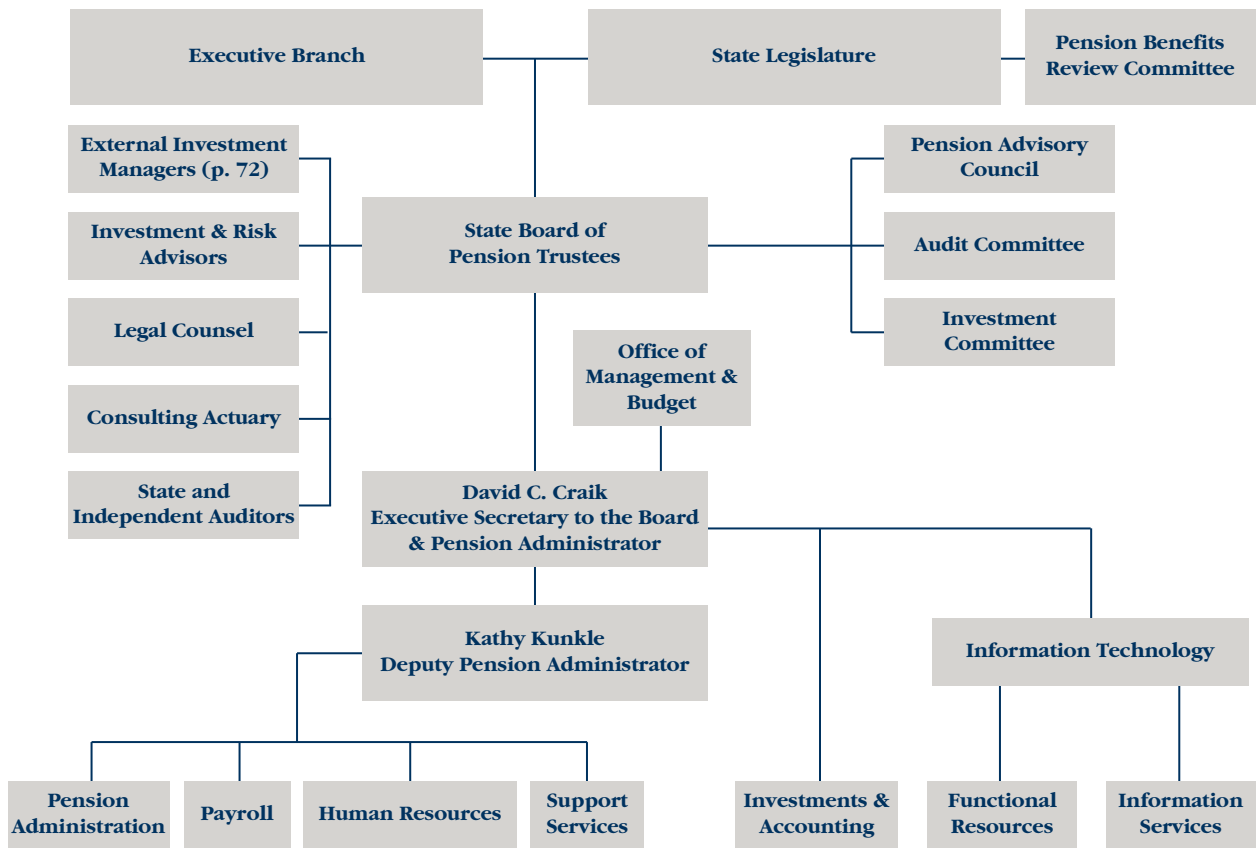 Executive Branch
State Legislature
Pension Benefits
Review Committee
External Investment
Managers (p. 72)
Pension Advisory
Council
Investment & Risk
Advisors
State Board of
Pension Trustees
Audit Committee
Legal Counsel
Investment
Committee
Office of
Management &
Budget
Consulting Actuary
State and
Independent Auditors
David C. Craik
Executive Secretary to the Board
& Pension Administrator
Kathy Kunkle
Deputy Pension Administrator
Information Technology
Pension
Administration
Payroll
Human Resources
Support
Services
Investments &
Accounting
Functional
Resources
Information
Services